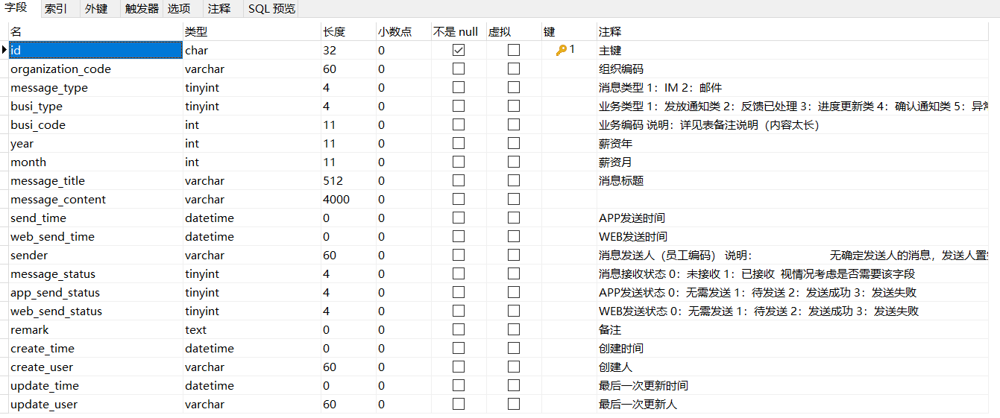 字段 索引 外键 触发器 选项 注释 SQL 预览
名 类型 长度 小数点 不是 null 虚拟 键 注释
id char 32 0 1 主键
organization_code varchar 60 0 组织编码
message_type tinyint 4 0 消息类型 1：IM 2：邮件
busi_type tinyint 4 0 业务类型 1：发放通知类 2：反馈已处理 3：进度更新类 4：确认通知类 5：异常
busi_code int 11 0 业务编码 说明：详见表备注说明（内容太长）
year int 11 0 薪资年
month int 11 0 薪资月
message_title varchar 512 0 消息标题
message_content varchar 4000 0
send_time datetime 0 0 APP发送时间
web_send_time datetime 0 0 WEB发送时间
sender varchar 60 0 消息发送人（员工编码） 说明： 无确定发送人的消息，发送人置
message_status tinyint 4 0 消息接收状态 0：未接收 1：已接收 视情况考虑是否需要该字段
app_send_status tinyint 4 0 APP发送状态 0：无需发送 1：待发送 2：发送成功 3：发送失败
web_send_status tinyint 4 0 WEB发送状态 0：无需发送 1：待发送 2：发送成功 3：发送失败
remark text 0 0 备注
create_time datetime 0 0 创建时间
create_user varchar 60 0 创建人
update_time datetime 0 0 最后一次更新时间
update_user varchar 60 0 最后一次更新人